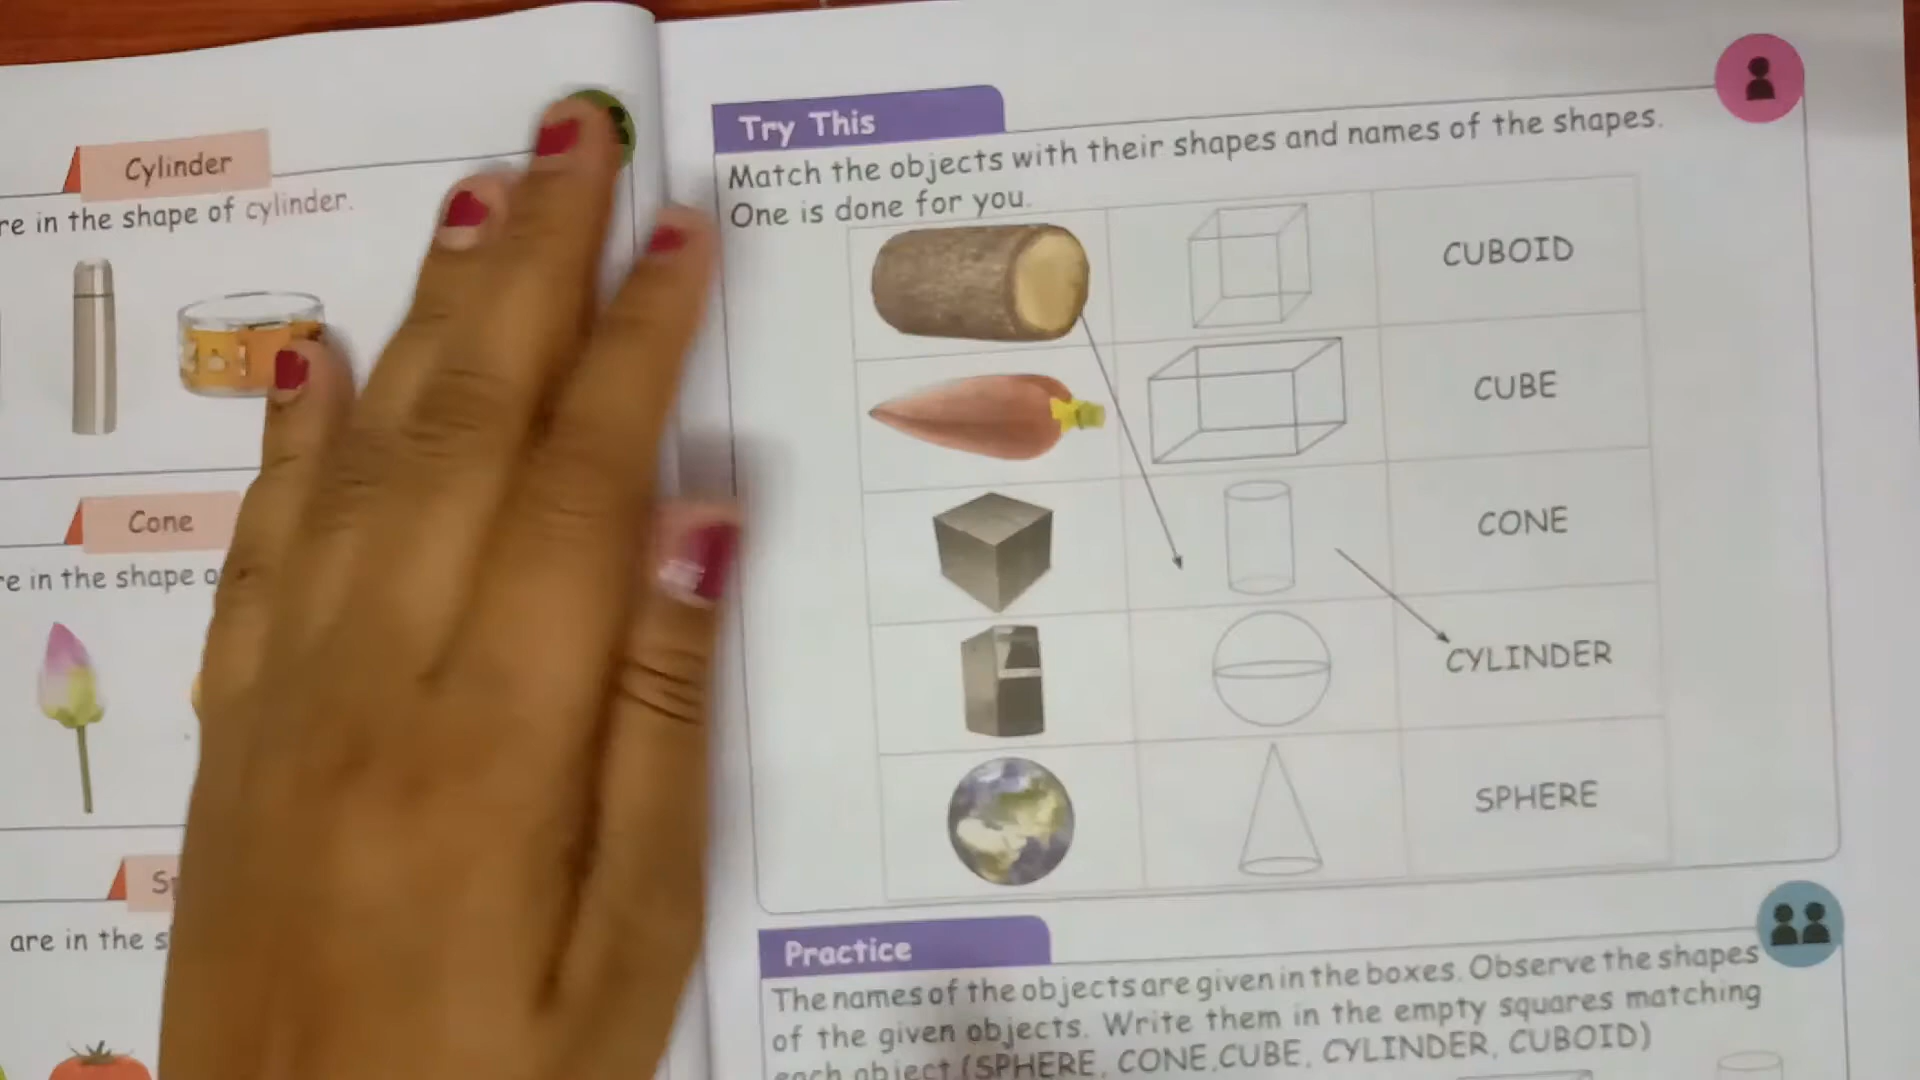 Cylinder
re in the shape of cylinder.
Cone
e in the shape
are in the
Try This
Match the objects with their shapes and names of the shapes.
One is done for you.
CUBOID
CUBE
CONE
CYLINDER
SPHERE
Practice
The names of the objects are given in the boxes. Observe the shapes
of the given objects. Write them in the empty squares matching
each object.(SPHERE, CONE,CUBE, CYLINDER, CUBOID)